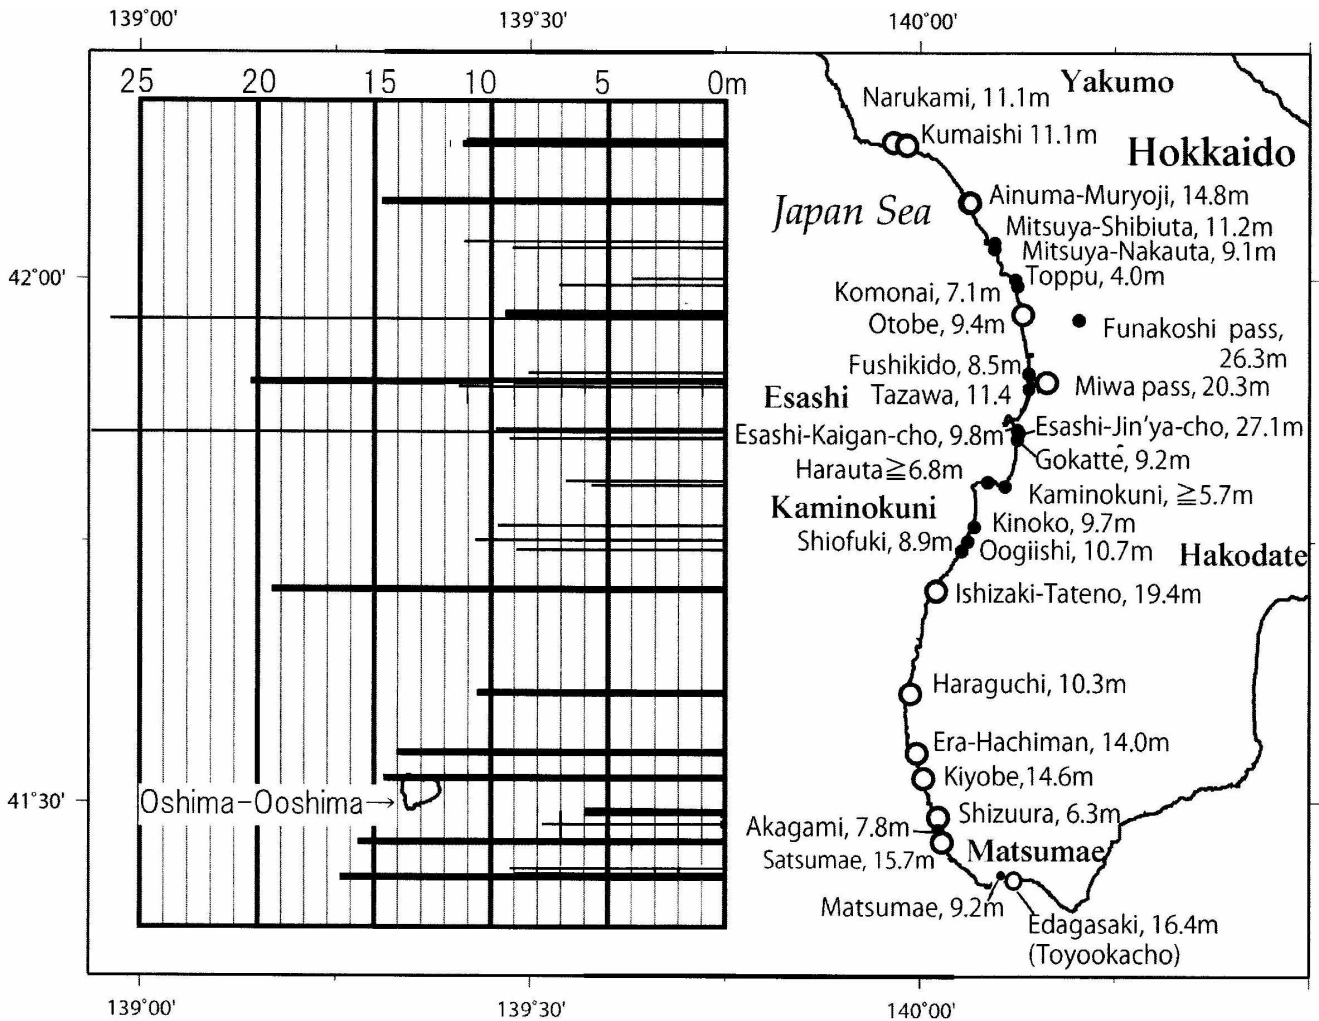 139°00'
139°30'
140°00'
25
20
15
10
5
0m
Yakumo
Narukami, 11.1m
Kumaishi 11.1m
Hokkaido
Japan Sea
Ainuma-Muryoji, 14.8m
Mitsuya-Shibiuta, 11.2m
Mitsuya-Nakauta, 9.1m
42°00'
Toppu, 4.0m
Komonai, 7.1m
Otobe, 9.4m
Funakoshi pass,
26.3m
Fushikido, 8.5m
Miwa pass, 20.3m
Esashi
Tazawa, 11.4
Esashi-Kaigan-cho, 9.8m
Esashi-Jin'ya-cho, 27.1m
Gokatte, 9.2m
Harauta≧6.8m
Kaminokuni, ≧5.7m
Kaminokuni
Kinoko, 9.7m
Shiofuki, 8.9m
Oogiishi, 10.7m
Hakodate
Ishizaki-Tateno, 19.4m
Haraguchi, 10.3m
Era-Hachiman, 14.0m
Kiyobe,14.6m
41°30'
Oshima-Ooshima→
Shizuura, 6.3m
Akagami, 7.8m
Satsumae, 15.7m
Matsumae
Matsumae, 9.2m
Edagasaki, 16.4m
(Toyookacho)
139°00'
139°30'
140°00'